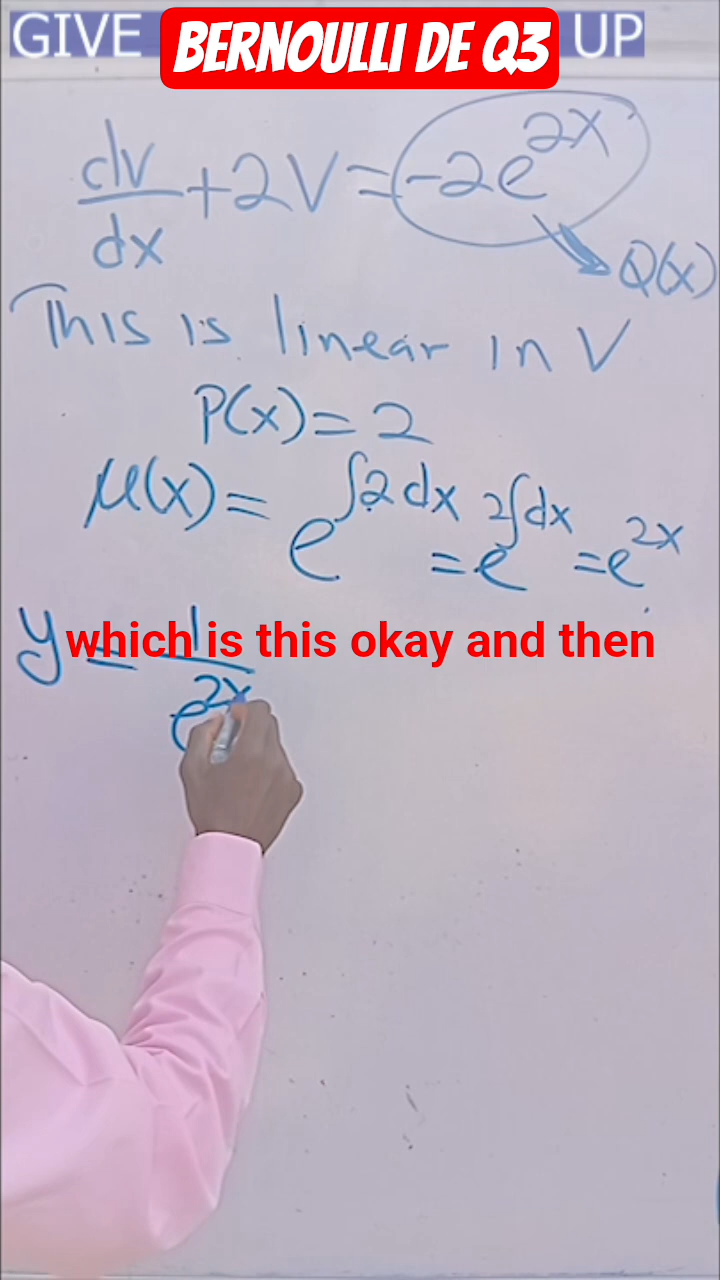 GIVE UP
BERNOULLI DE Q3
dv/dx + 2V = -2e^2x
Q(x)
This is linear in V
P(x) = 2
μ(x) = e^∫2dx = e^2∫dx = e^2x
y = 1/e^2x
which is this okay and then